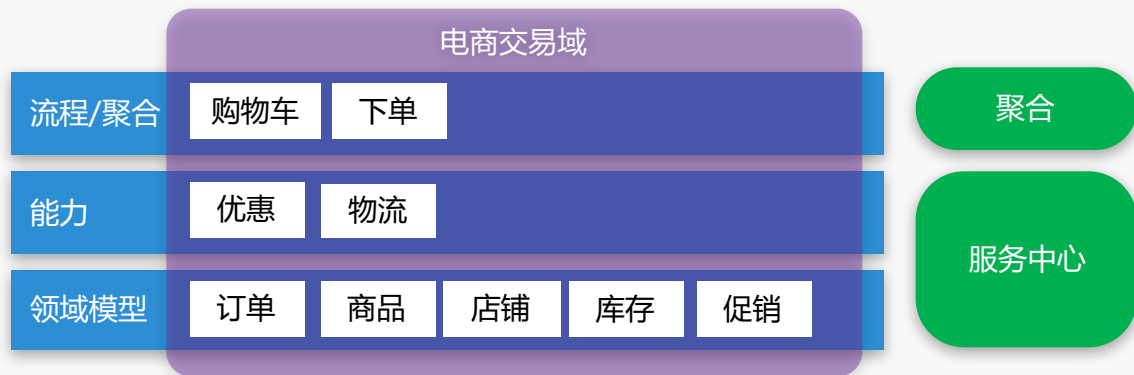 电商交易域
流程/聚合 购物车 下单 聚合
能力 优惠 物流
服务中心
领域模型 订单 商品 店铺 库存 促销